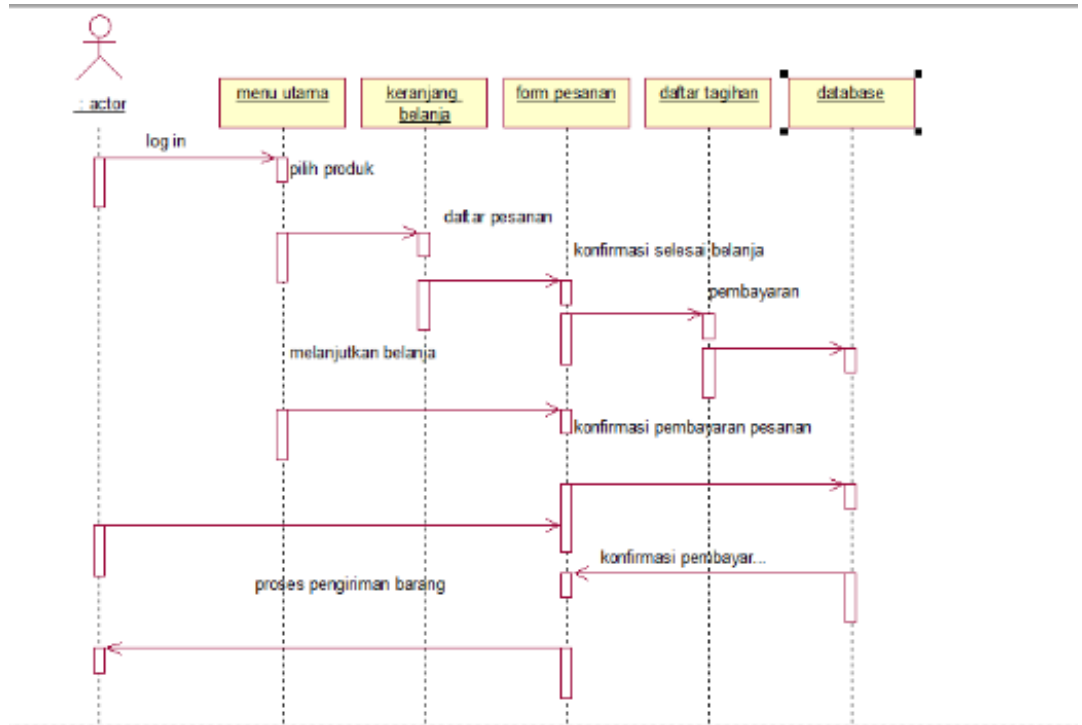 : actor
menu utama
keranjang
belanja
form pesanan
daftar tagihan
database
log in
pilih produk
daftar pesanan
konfirmasi selesai belanja
pembayaran
melanjutkan belanja
konfirmasi pembayaran pesanan
konfirmasi pembayar...
proses pengiriman barang